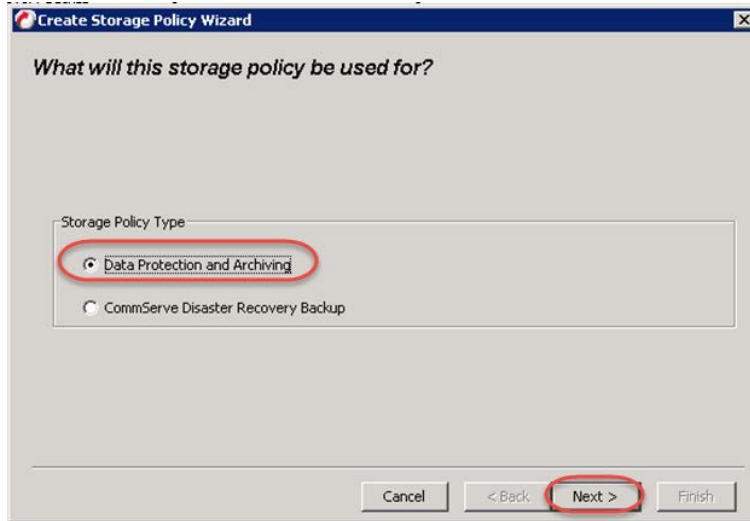 Create Storage Policy Wizard
What will this storage policy be used for?
Storage Policy Type
Data Protection and Archiving
CommServe Disaster Recovery Backup
Cancel < Back Next > Finish